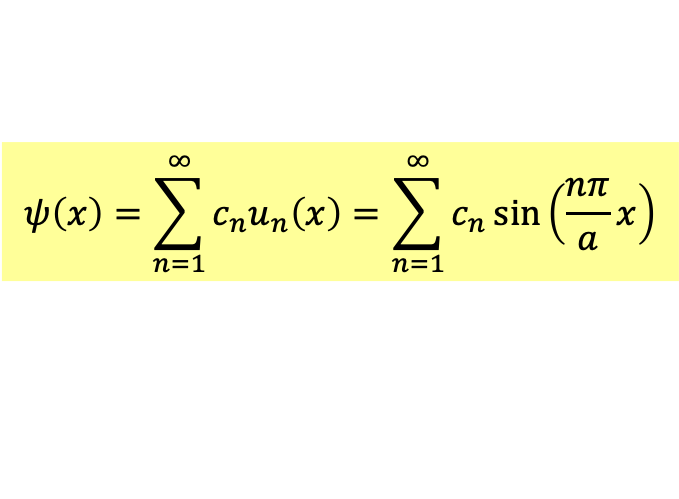 ψ(x) = ∑_{n=1}^{∞} c_n u_n(x) = ∑_{n=1}^{∞} c_n sin(nπ/a x)